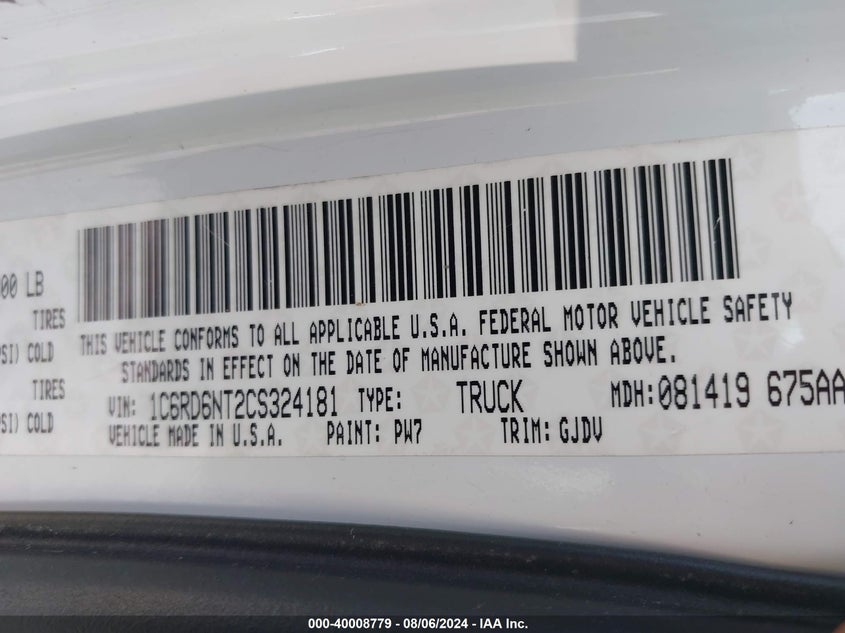 00 LB
TIRES
PSI) COLD
TIRES
PSI) COLD
THIS VEHICLE CONFORMS TO ALL APPLICABLE U.S.A. FEDERAL MOTOR VEHICLE SAFETY
STANDARDS IN EFFECT ON THE DATE OF MANUFACTURE SHOWN ABOVE.
VIN: 1C6RD6NT2CS324181 TYPE: TRUCK MDH: 081419 675AA
VEHICLE MADE IN U.S.A. PAINT: PW7 TRIM: GJDV
000-40008779 - 08/06/2024 - IAA Inc.